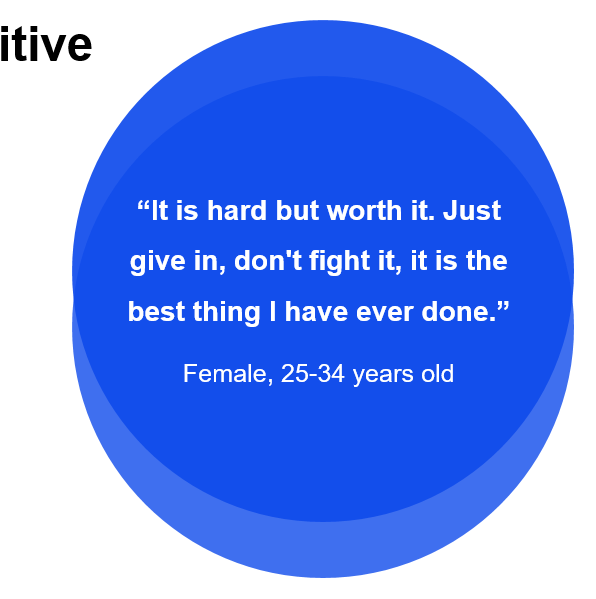 itive
“It is hard but worth it. Just
give in, don't fight it, it is the
best thing I have ever done.”
Female, 25-34 years old